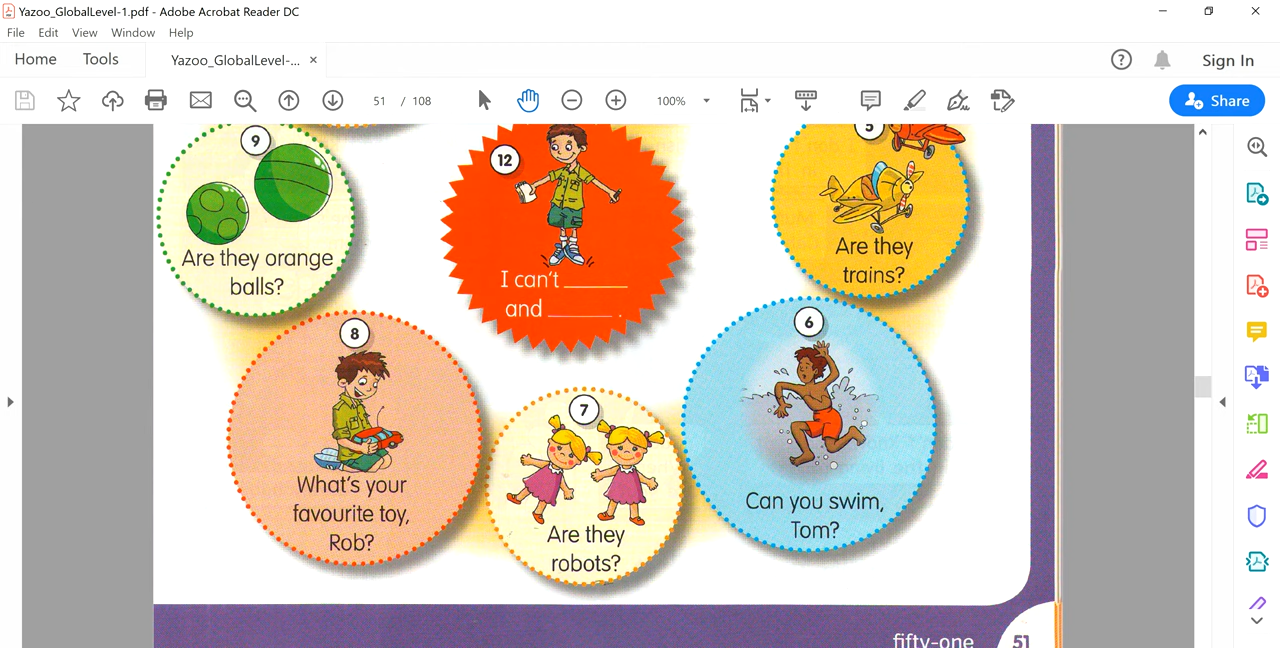 Yazoo_GlobalLevel-1.pdf - Adobe Acrobat Reader DC
File Edit View Window Help
Home Tools Yazoo_GlobalLevel-... ×
Sign In
51 / 108
100%
Share
9
Are they orange
balls?
12
I can't ______
and ______ .
5
Are they
trains?
8
What's your
favourite toy,
Rob?
7
Are they
robots?
6
Can you swim,
Tom?
fifty-one 51